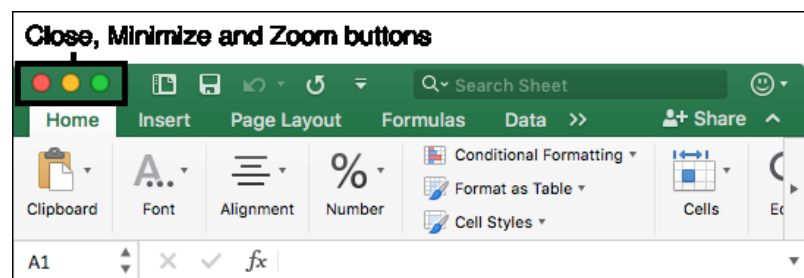 Close, Minimize and Zoom buttons
Search Sheet
Home Insert Page Layout Formulas Data >> Share
Conditional Formatting
Format as Table
Cell Styles
A...
%
Clipboard Font Alignment Number Cells
A1 fx